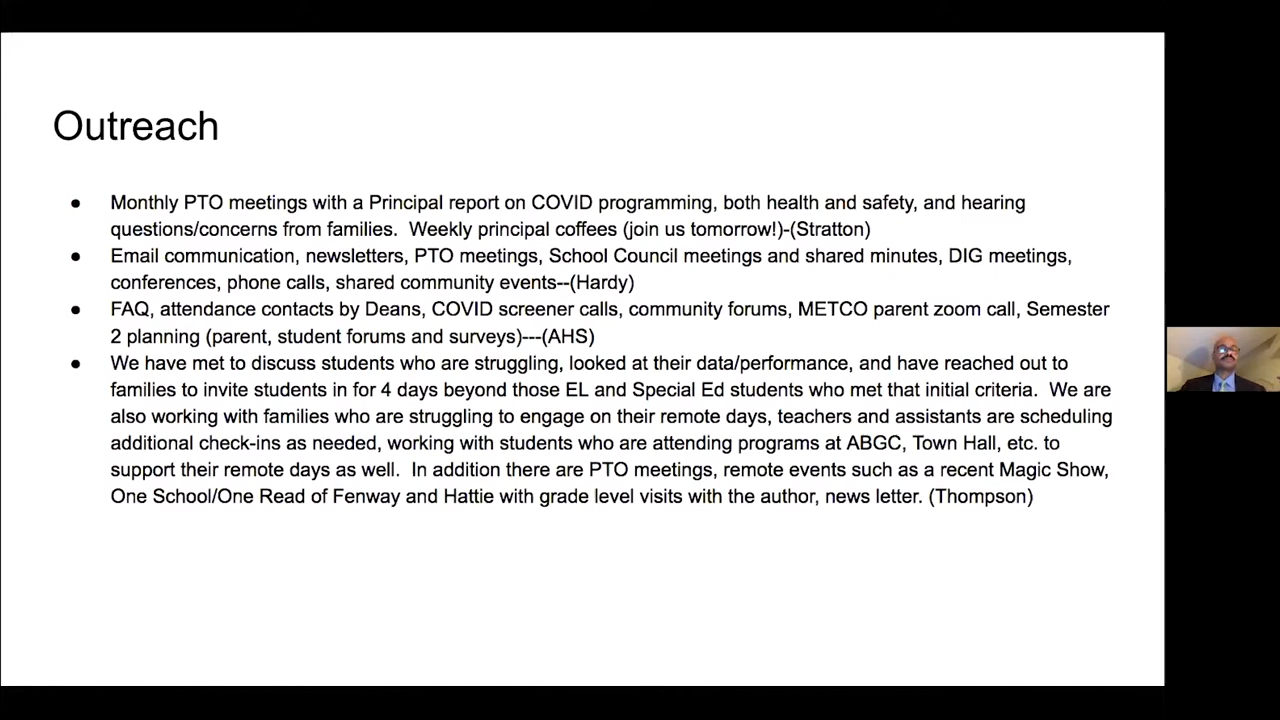 Outreach
● Monthly PTO meetings with a Principal report on COVID programming, both health and safety, and hearing
questions/concerns from families.  Weekly principal coffees (join us tomorrow!)-(Stratton)
● Email communication, newsletters, PTO meetings, School Council meetings and shared minutes, DIG meetings,
conferences, phone calls, shared community events--(Hardy)
● FAQ, attendance contacts by Deans, COVID screener calls, community forums, METCO parent zoom call, Semester
2 planning (parent, student forums and surveys)---(AHS)
● We have met to discuss students who are struggling, looked at their data/performance, and have reached out to
families to invite students in for 4 days beyond those EL and Special Ed students who met that initial criteria.  We are
also working with families who are struggling to engage on their remote days, teachers and assistants are scheduling
additional check-ins as needed, working with students who are attending programs at ABGC, Town Hall, etc. to
support their remote days as well.  In addition there are PTO meetings, remote events such as a recent Magic Show,
One School/One Read of Fenway and Hattie with grade level visits with the author, news letter. (Thompson)